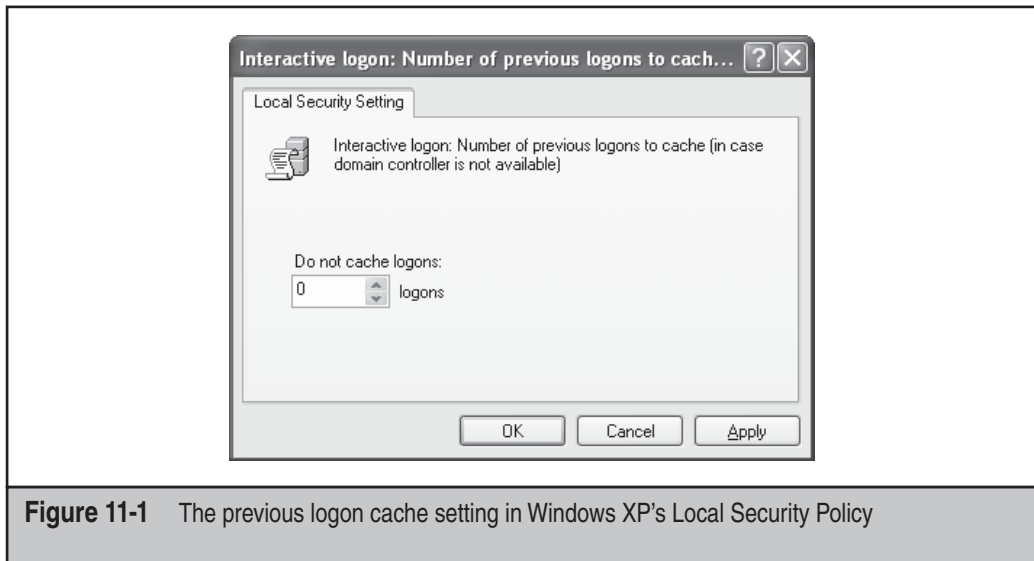 Interactive logon: Number of previous logons to cach...
Local Security Setting
Interactive logon: Number of previous logons to cache (in case
domain controller is not available)
Do not cache logons:
0 logons
OK Cancel Apply
Figure 11-1 The previous logon cache setting in Windows XP's Local Security Policy